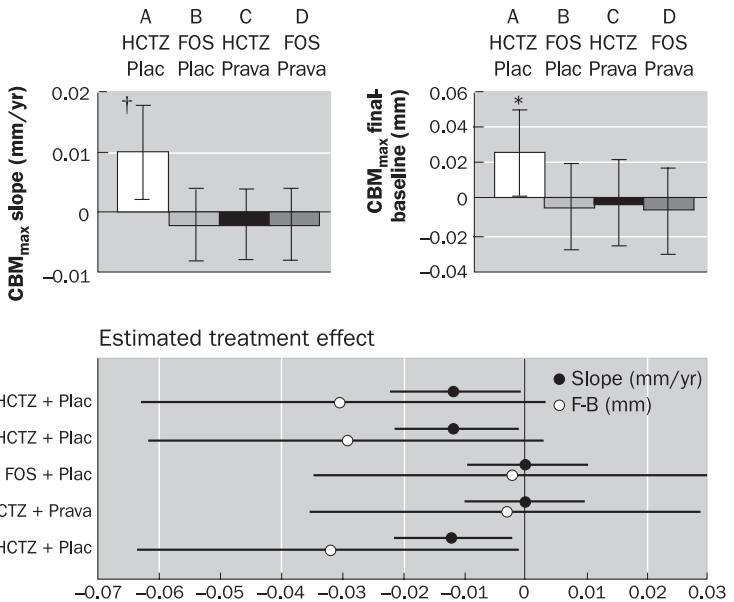 A B C D
HCTZ FOS HCTZ FOS
Plac Plac Prava Prava
CBMmax slope (mm/yr)
0.02
†
0.01
0
–0.01
A B C D
HCTZ FOS HCTZ FOS
Plac Plac Prava Prava
CBMmax final-
baseline (mm)
0.06
*
0.04
0.02
0
–0.02
–0.04
Estimated treatment effect
Slope (mm/yr)
F-B (mm)
HCTZ + Plac
HCTZ + Plac
FOS + Plac
CTZ + Prava
HCTZ + Plac
–0.07 –0.06 –0.05 –0.04 –0.03 –0.02 –0.01 0 0.01 0.02 0.03